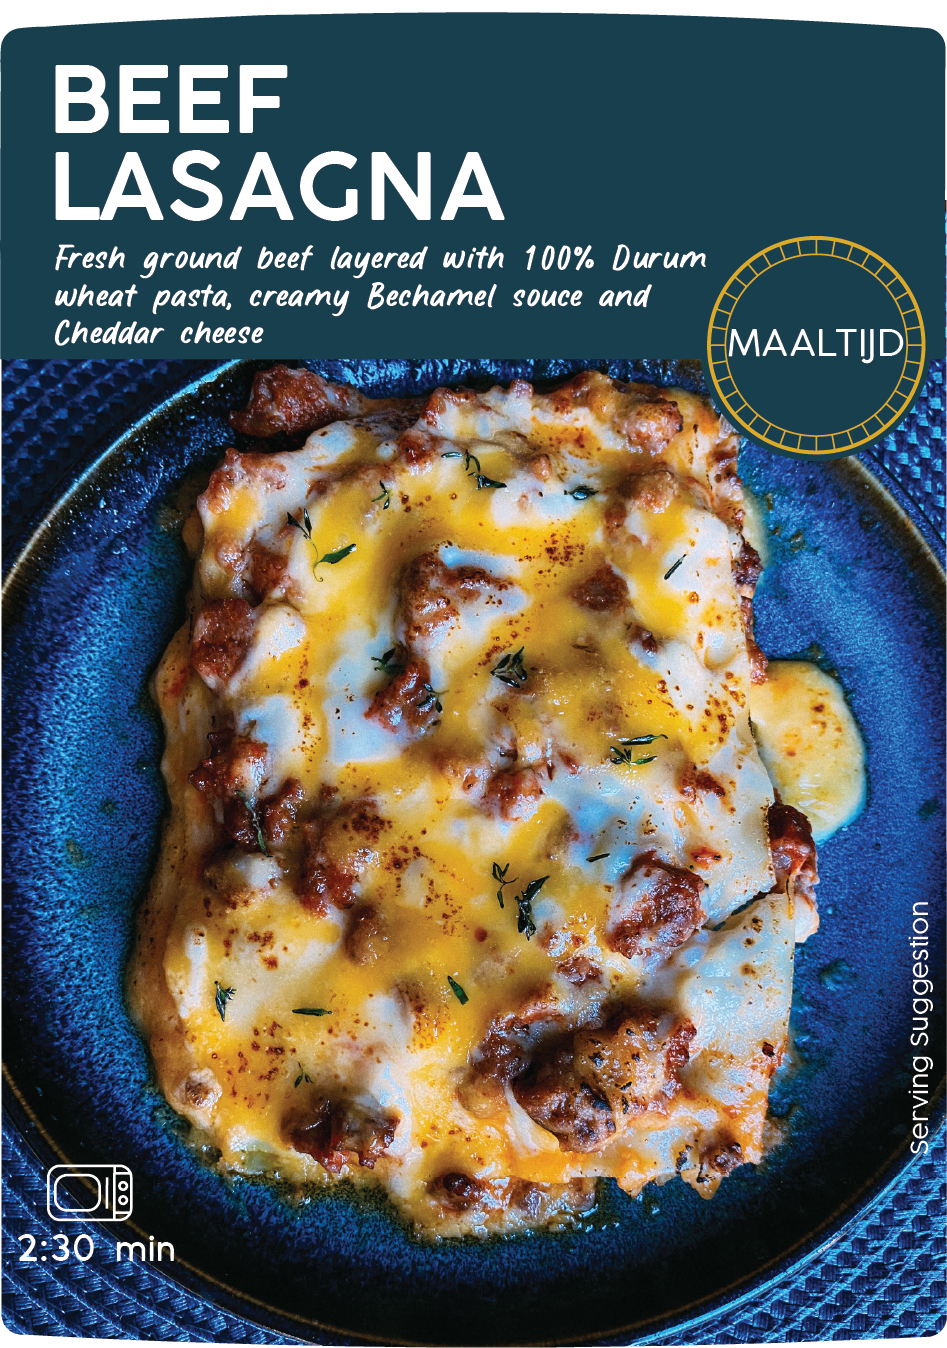 BEEF
LASAGNA
Fresh ground beef layered with 100% Durum
wheat pasta, creamy Bechamel souce and
Cheddar cheese
MAALTIJD
Serving Suggestion
2:30 min